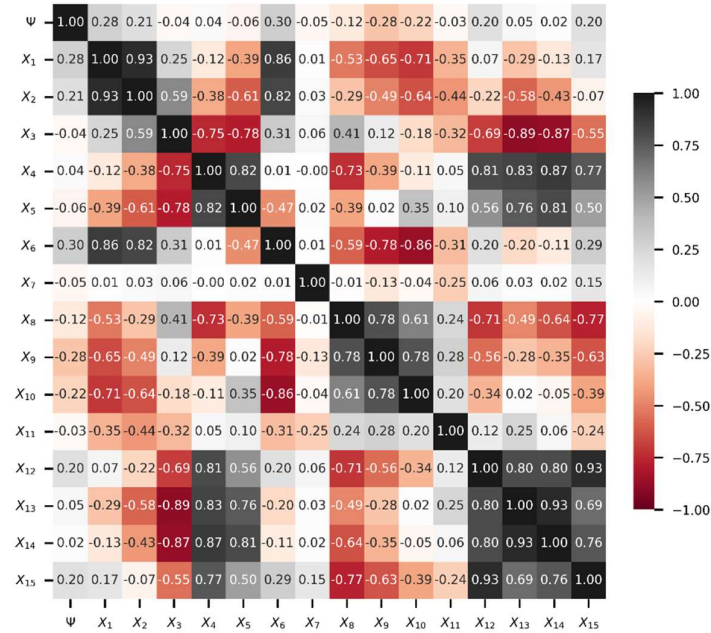 Ψ 1.00 0.28 0.21 -0.04 0.04 -0.06 0.30 -0.05 -0.12 -0.28 -0.22 -0.03 0.20 0.05 0.02 0.20
X₁ 0.28 1.00 0.93 0.25 -0.12 -0.39 0.86 0.01 -0.53 -0.65 -0.71 -0.35 0.07 -0.29 -0.13 0.17
X₂ 0.21 0.93 1.00 0.59 -0.38 -0.61 0.82 0.03 -0.29 -0.49 -0.64 -0.44 -0.22 -0.58 -0.43 -0.07
X₃ -0.04 0.25 0.59 1.00 -0.75 -0.78 0.31 0.06 0.41 0.12 -0.18 -0.32 -0.69 -0.89 -0.87 -0.55
X₄ 0.04 -0.12 -0.38 -0.75 1.00 0.82 0.01 -0.00 -0.73 -0.39 -0.11 0.05 0.81 0.83 0.87 0.77
X₅ -0.06 -0.39 -0.61 -0.78 0.82 1.00 -0.47 0.02 -0.39 0.02 0.35 0.10 0.56 0.76 0.81 0.50
X₆ 0.30 0.86 0.82 0.31 0.01 -0.47 1.00 0.01 -0.59 -0.78 -0.86 -0.31 0.20 -0.20 -0.11 0.29
X₇ -0.05 0.01 0.03 0.06 -0.00 0.02 0.01 1.00 -0.01 -0.13 -0.04 -0.25 0.06 0.03 0.02 0.15
X₈ -0.12 -0.53 -0.29 0.41 -0.73 -0.39 -0.59 -0.01 1.00 0.78 0.61 0.24 -0.71 -0.49 -0.64 -0.77
X₉ -0.28 -0.65 -0.49 0.12 -0.39 0.02 -0.78 -0.13 0.78 1.00 0.78 0.28 -0.56 -0.28 -0.35 -0.63
X₁₀ -0.22 -0.71 -0.64 -0.18 -0.11 0.35 -0.86 -0.04 0.61 0.78 1.00 0.20 -0.34 0.02 -0.05 -0.39
X₁₁ -0.03 -0.35 -0.44 -0.32 0.05 0.10 -0.31 -0.25 0.24 0.28 0.20 1.00 0.12 0.25 0.06 -0.24
X₁₂ 0.20 0.07 -0.22 -0.69 0.81 0.56 0.20 0.06 -0.71 -0.56 -0.34 0.12 1.00 0.80 0.80 0.93
X₁₃ 0.05 -0.29 -0.58 -0.89 0.83 0.76 -0.20 0.03 -0.49 -0.28 0.02 0.25 0.80 1.00 0.93 0.69
X₁₄ 0.02 -0.13 -0.43 -0.87 0.87 0.81 -0.11 0.02 -0.64 -0.35 -0.05 0.06 0.80 0.93 1.00 0.76
X₁₅ 0.20 0.17 -0.07 -0.55 0.77 0.50 0.29 0.15 -0.77 -0.63 -0.39 -0.24 0.93 0.69 0.76 1.00
Ψ X₁ X₂ X₃ X₄ X₅ X₆ X₇ X₈ X₉ X₁₀ X₁₁ X₁₂ X₁₃ X₁₄ X₁₅
1.00
0.75
0.50
0.25
0.00
−0.25
−0.50
−0.75
−1.00